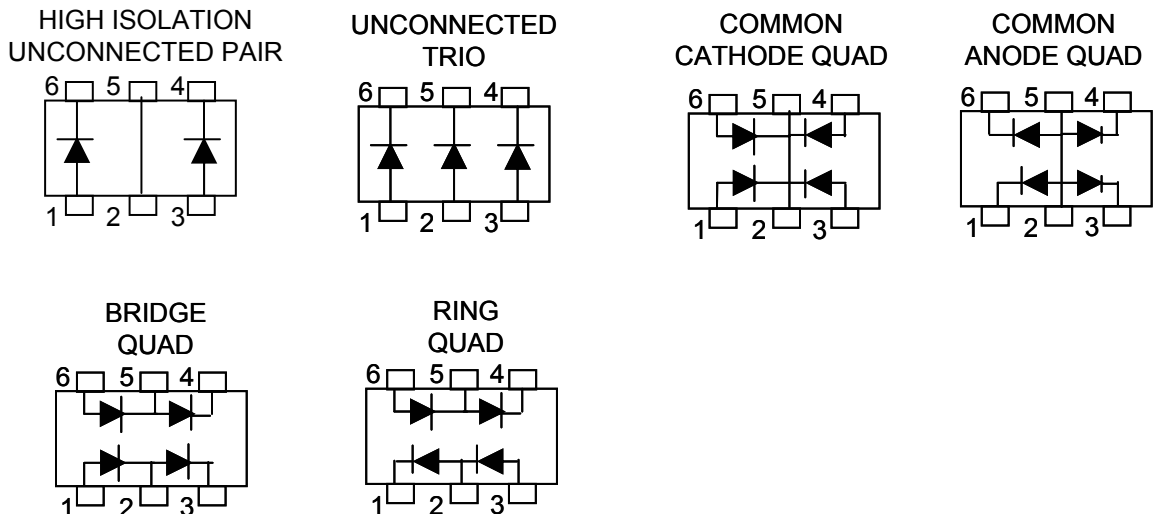 HIGH ISOLATION
UNCONNECTED PAIR
6 5 4
1 2 3
UNCONNECTED
TRIO
6 5 4
1 2 3
COMMON
CATHODE QUAD
6 5 4
1 2 3
COMMON
ANODE QUAD
6 5 4
1 2 3
BRIDGE
QUAD
6 5 4
1 2 3
RING
QUAD
6 5 4
1 2 3